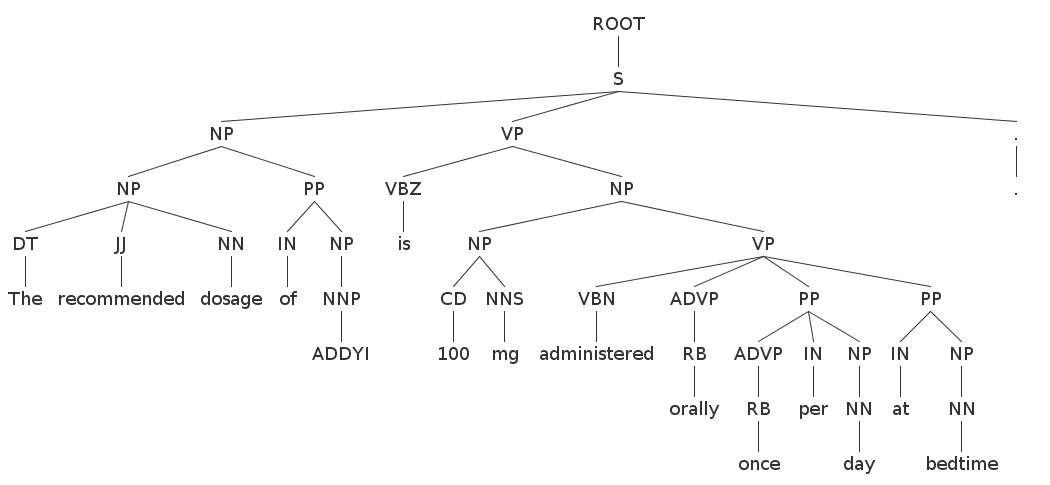 ROOT
S
NP VP .
NP PP VBZ NP .
DT JJ NN IN NP is NP VP
The recommended dosage of NNP CD NNS VBN ADVP PP PP
ADDYI 100 mg administered RB ADVP IN NP IN NP
orally RB per NN at NN
once day bedtime